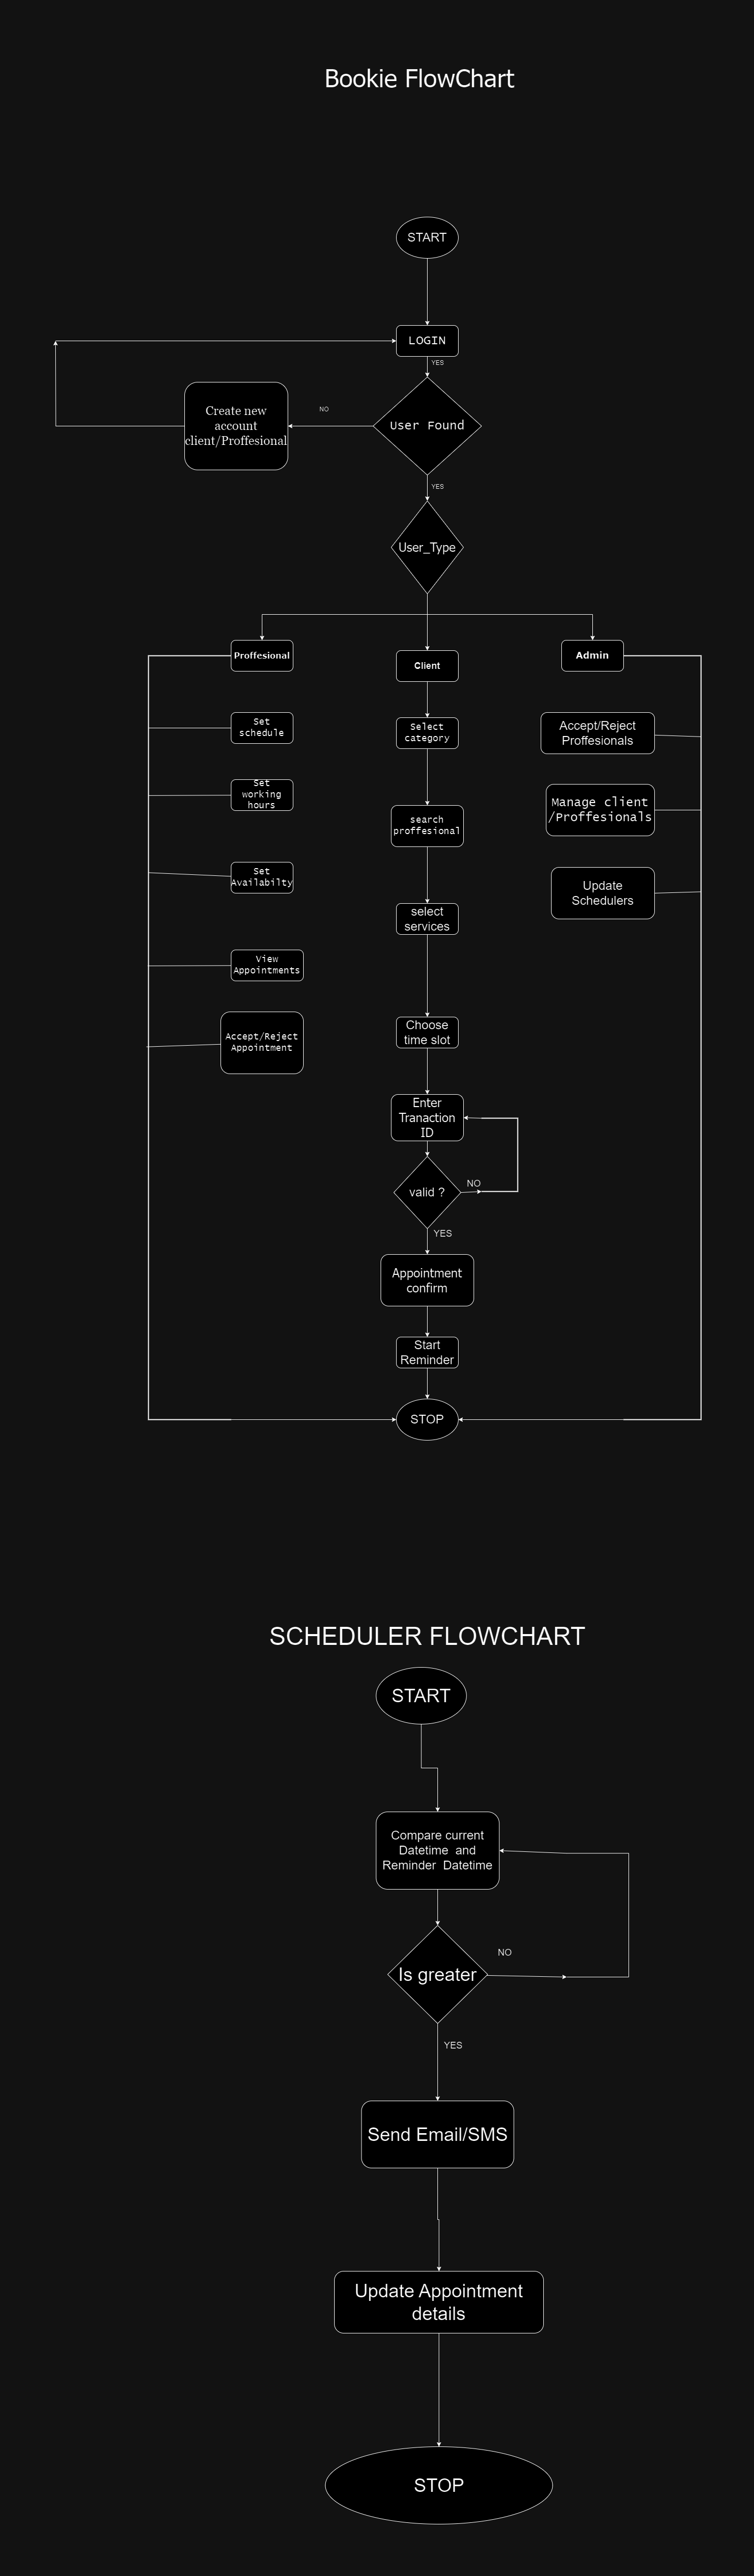 Bookie FlowChart
START
LOGIN
YES
Create new
account
client/Proffesional
NO
User Found
YES
User_Type
Proffesional
Client
Admin
Set
schedule
Select
category
Accept/Reject
Proffesionals
Set
working
hours
search
proffesional
Manage client
/Proffesionals
Set
Availabilty
select
services
Update
Schedulers
View
Appointments
Accept/Reject
Appointment
Choose
time slot
Enter
Tranaction
ID
valid ?
NO
YES
Appointment
confirm
Start
Reminder
STOP
SCHEDULER FLOWCHART
START
Compare current
Datetime and
Reminder Datetime
NO
Is greater
YES
Send Email/SMS
Update Appointment
details
STOP